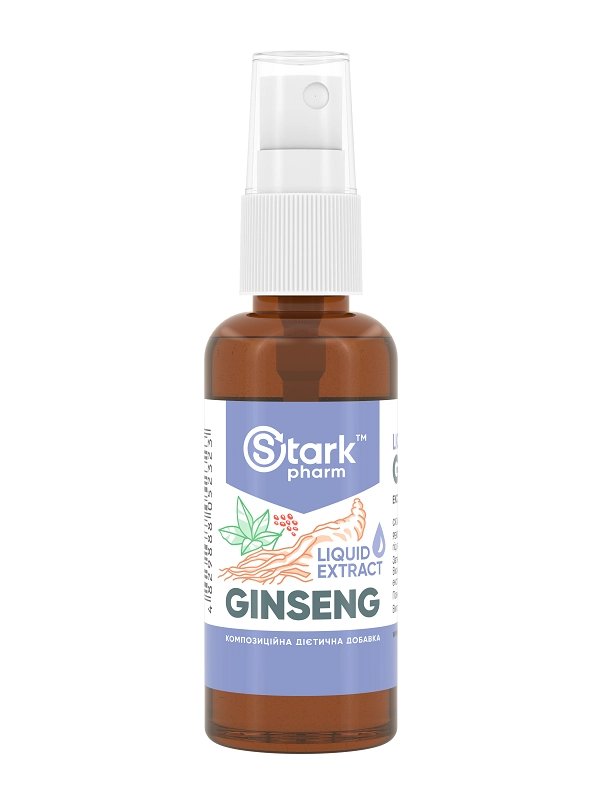 Stark™
pharm
LIQUID
EXTRACT
GINSENG
КОМПОЗИЦІЙНА ДІЄТИЧНА ДОБАВКА